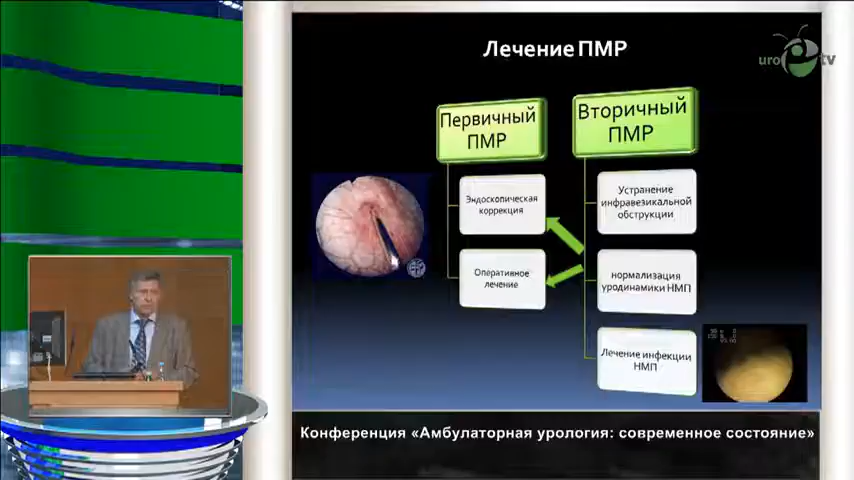 Лечение ПМР
uro tv
Первичный
ПМР
Вторичный
ПМР
Эндоскопическая
коррекция
Оперативное
лечение
Устранение
инфравезикальной
обструкции
нормализация
уродинамики НМП
Лечение инфекции
НМП
Конференция «Амбулаторная урология: современное состояние»